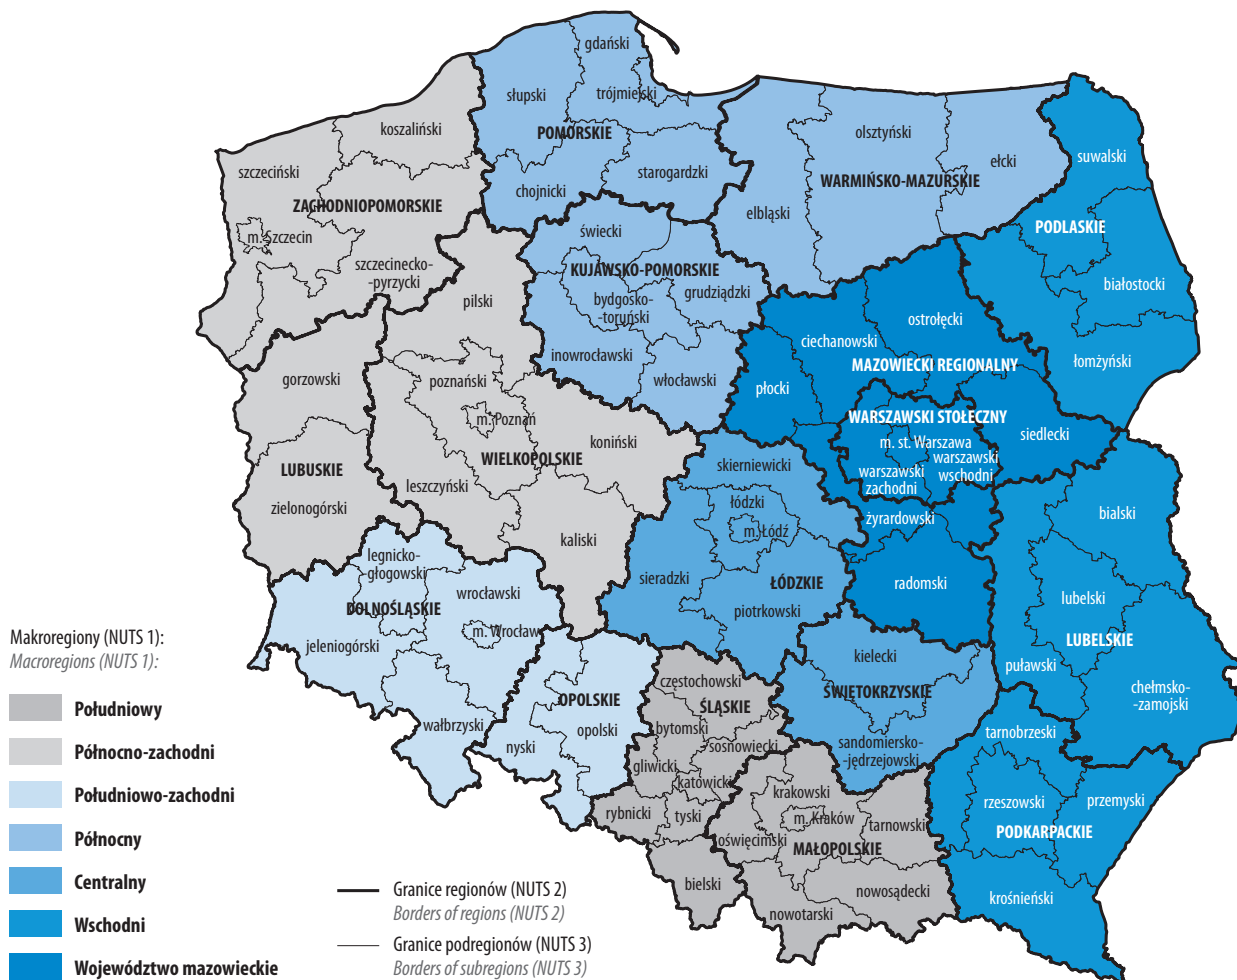 gdański
słupski
trójmiejski
POMORSKIE
koszaliński
olsztyński
ełcki
suwalski
szczeciński
chojnicki
starogardzki
WARMIŃSKO-MAZURSKIE
ZACHODNIOPOMORSKIE
elbląski
m. Szczecin
świecki
PODLASKIE
szczecinecko-
-pyrzycki
KUJAWSKO-POMORSKIE
pilski
bydgosko-
-toruński
grudziądzki
białostocki
ostrołęcki
ciechanowski
inowrocławski
MAZOWIECKI REGIONALNY
łomżyński
gorzowski
poznański
włocławski
płocki
m. Poznań
WARSZAWSKI STOŁECZNY
koniński
m. st. Warszawa
siedlecki
LUBUSKIE
WIELKOPOLSKIE
skierniewicki
warszawski
wschodni
warszawski
zachodni
leszczyński
zielonogórski
łódzki
m. Łódź
żyrardowski
bialski
kaliski
legnicko-
-głogowski
sieradzki
ŁÓDZKIE
radomski
wrocławski
lubelski
DOLNOŚLĄSKIE
piotrkowski
m. Wrocław
LUBELSKIE
jeleniogórski
kielecki
puławski
częstochowski
chełmsko-
-zamojski
OPOLSKIE
ŚWIĘTOKRZYSKIE
ŚLĄSKIE
wałbrzyski
opolski
bytomski
tarnobrzeski
nyski
sosnowiecki
sandomiersko-
-jędrzejowski
gliwicki
katowicki
krakowski
rzeszowski
przemyski
rybnicki
tyski
m. Kraków
tarnowski
PODKARPACKIE
oświęcimski
MAŁOPOLSKIE
bielski
nowosądecki
krośnieński
nowotarski
Makroregiony (NUTS 1):
Macroregions (NUTS 1):
Południowy
Północno-zachodni
Południowo-zachodni
Północny
Centralny
Wschodni
Województwo mazowieckie
Granice regionów (NUTS 2)
Borders of regions (NUTS 2)
Granice podregionów (NUTS 3)
Borders of subregions (NUTS 3)